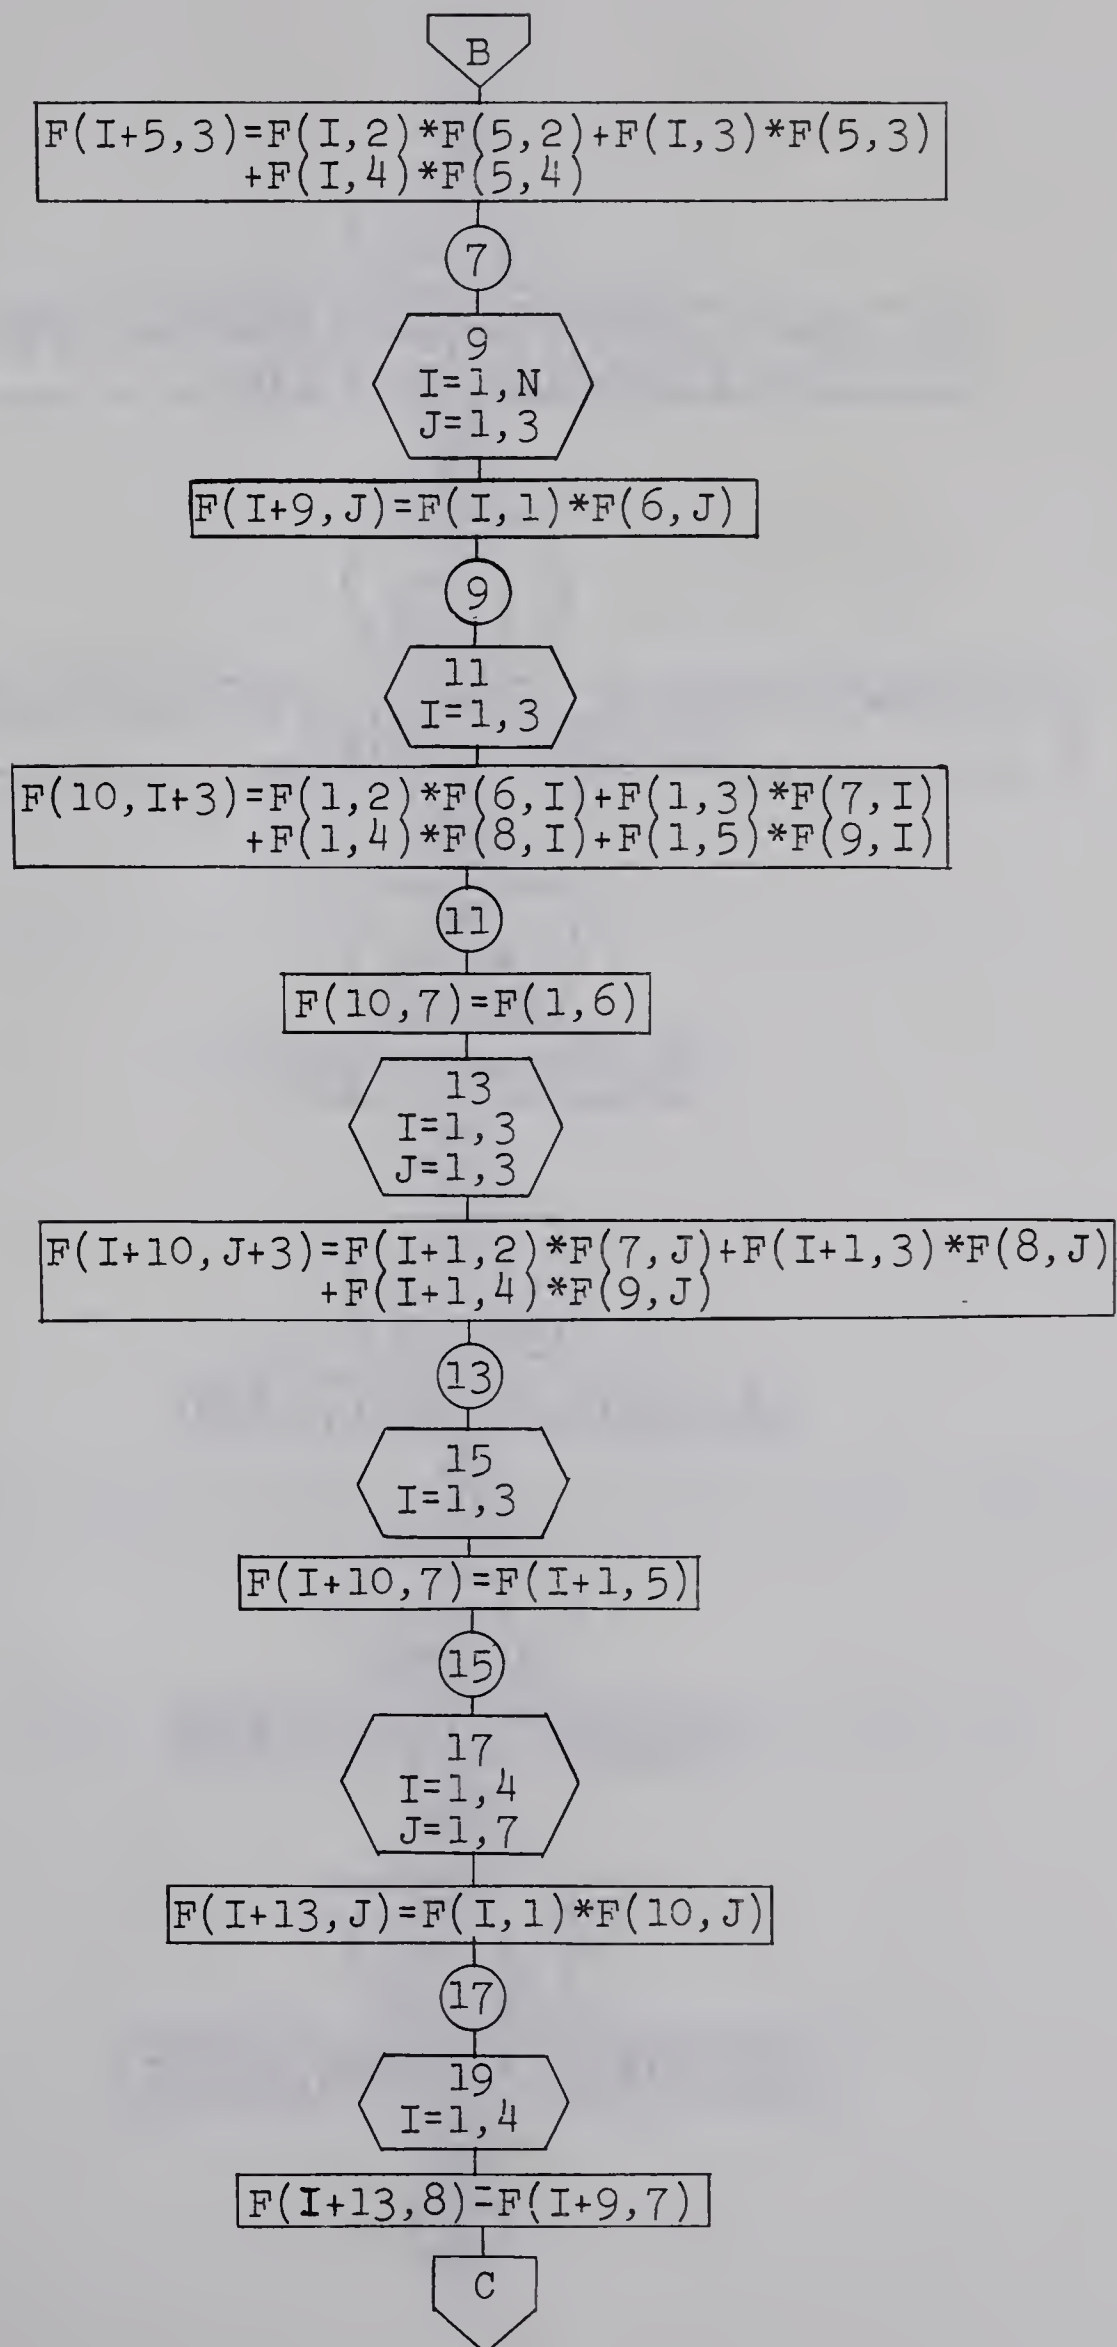 B
F(I+5,3)=F(I,2)*F(5,2)+F(I,3)*F(5,3)
+F(I,4)*F(5,4)
7
9
I=1,N
J=1,3
F(I+9,J)=F(I,1)*F(6,J)
9
11
I=1,3
F(10,I+3)=F(1,2)*F(6,I)+F(1,3)*F(7,I)
+F(1,4)*F(8,I)+F(1,5)*F(9,I)
11
F(10,7)=F(1,6)
13
I=1,3
J=1,3
F(I+10,J+3)=F(I+1,2)*F(7,J)+F(I+1,3)*F(8,J)
+F(I+1,4)*F(9,J)
13
15
I=1,3
F(I+10,7)=F(I+1,5)
15
17
I=1,4
J=1,7
F(I+13,J)=F(I,1)*F(10,J)
17
19
I=1,4
F(I+13,8)=F(I+9,7)
C